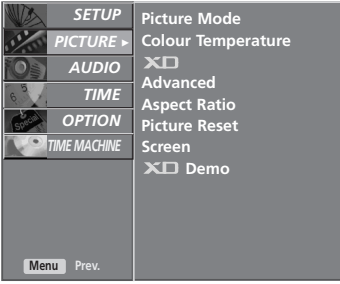 SETUP
PICTURE ►
AUDIO
TIME
OPTION
TIME MACHINE
Menu Prev.
Picture Mode
Colour Temperature
XD
Advanced
Aspect Ratio
Picture Reset
Screen
XD Demo
Special